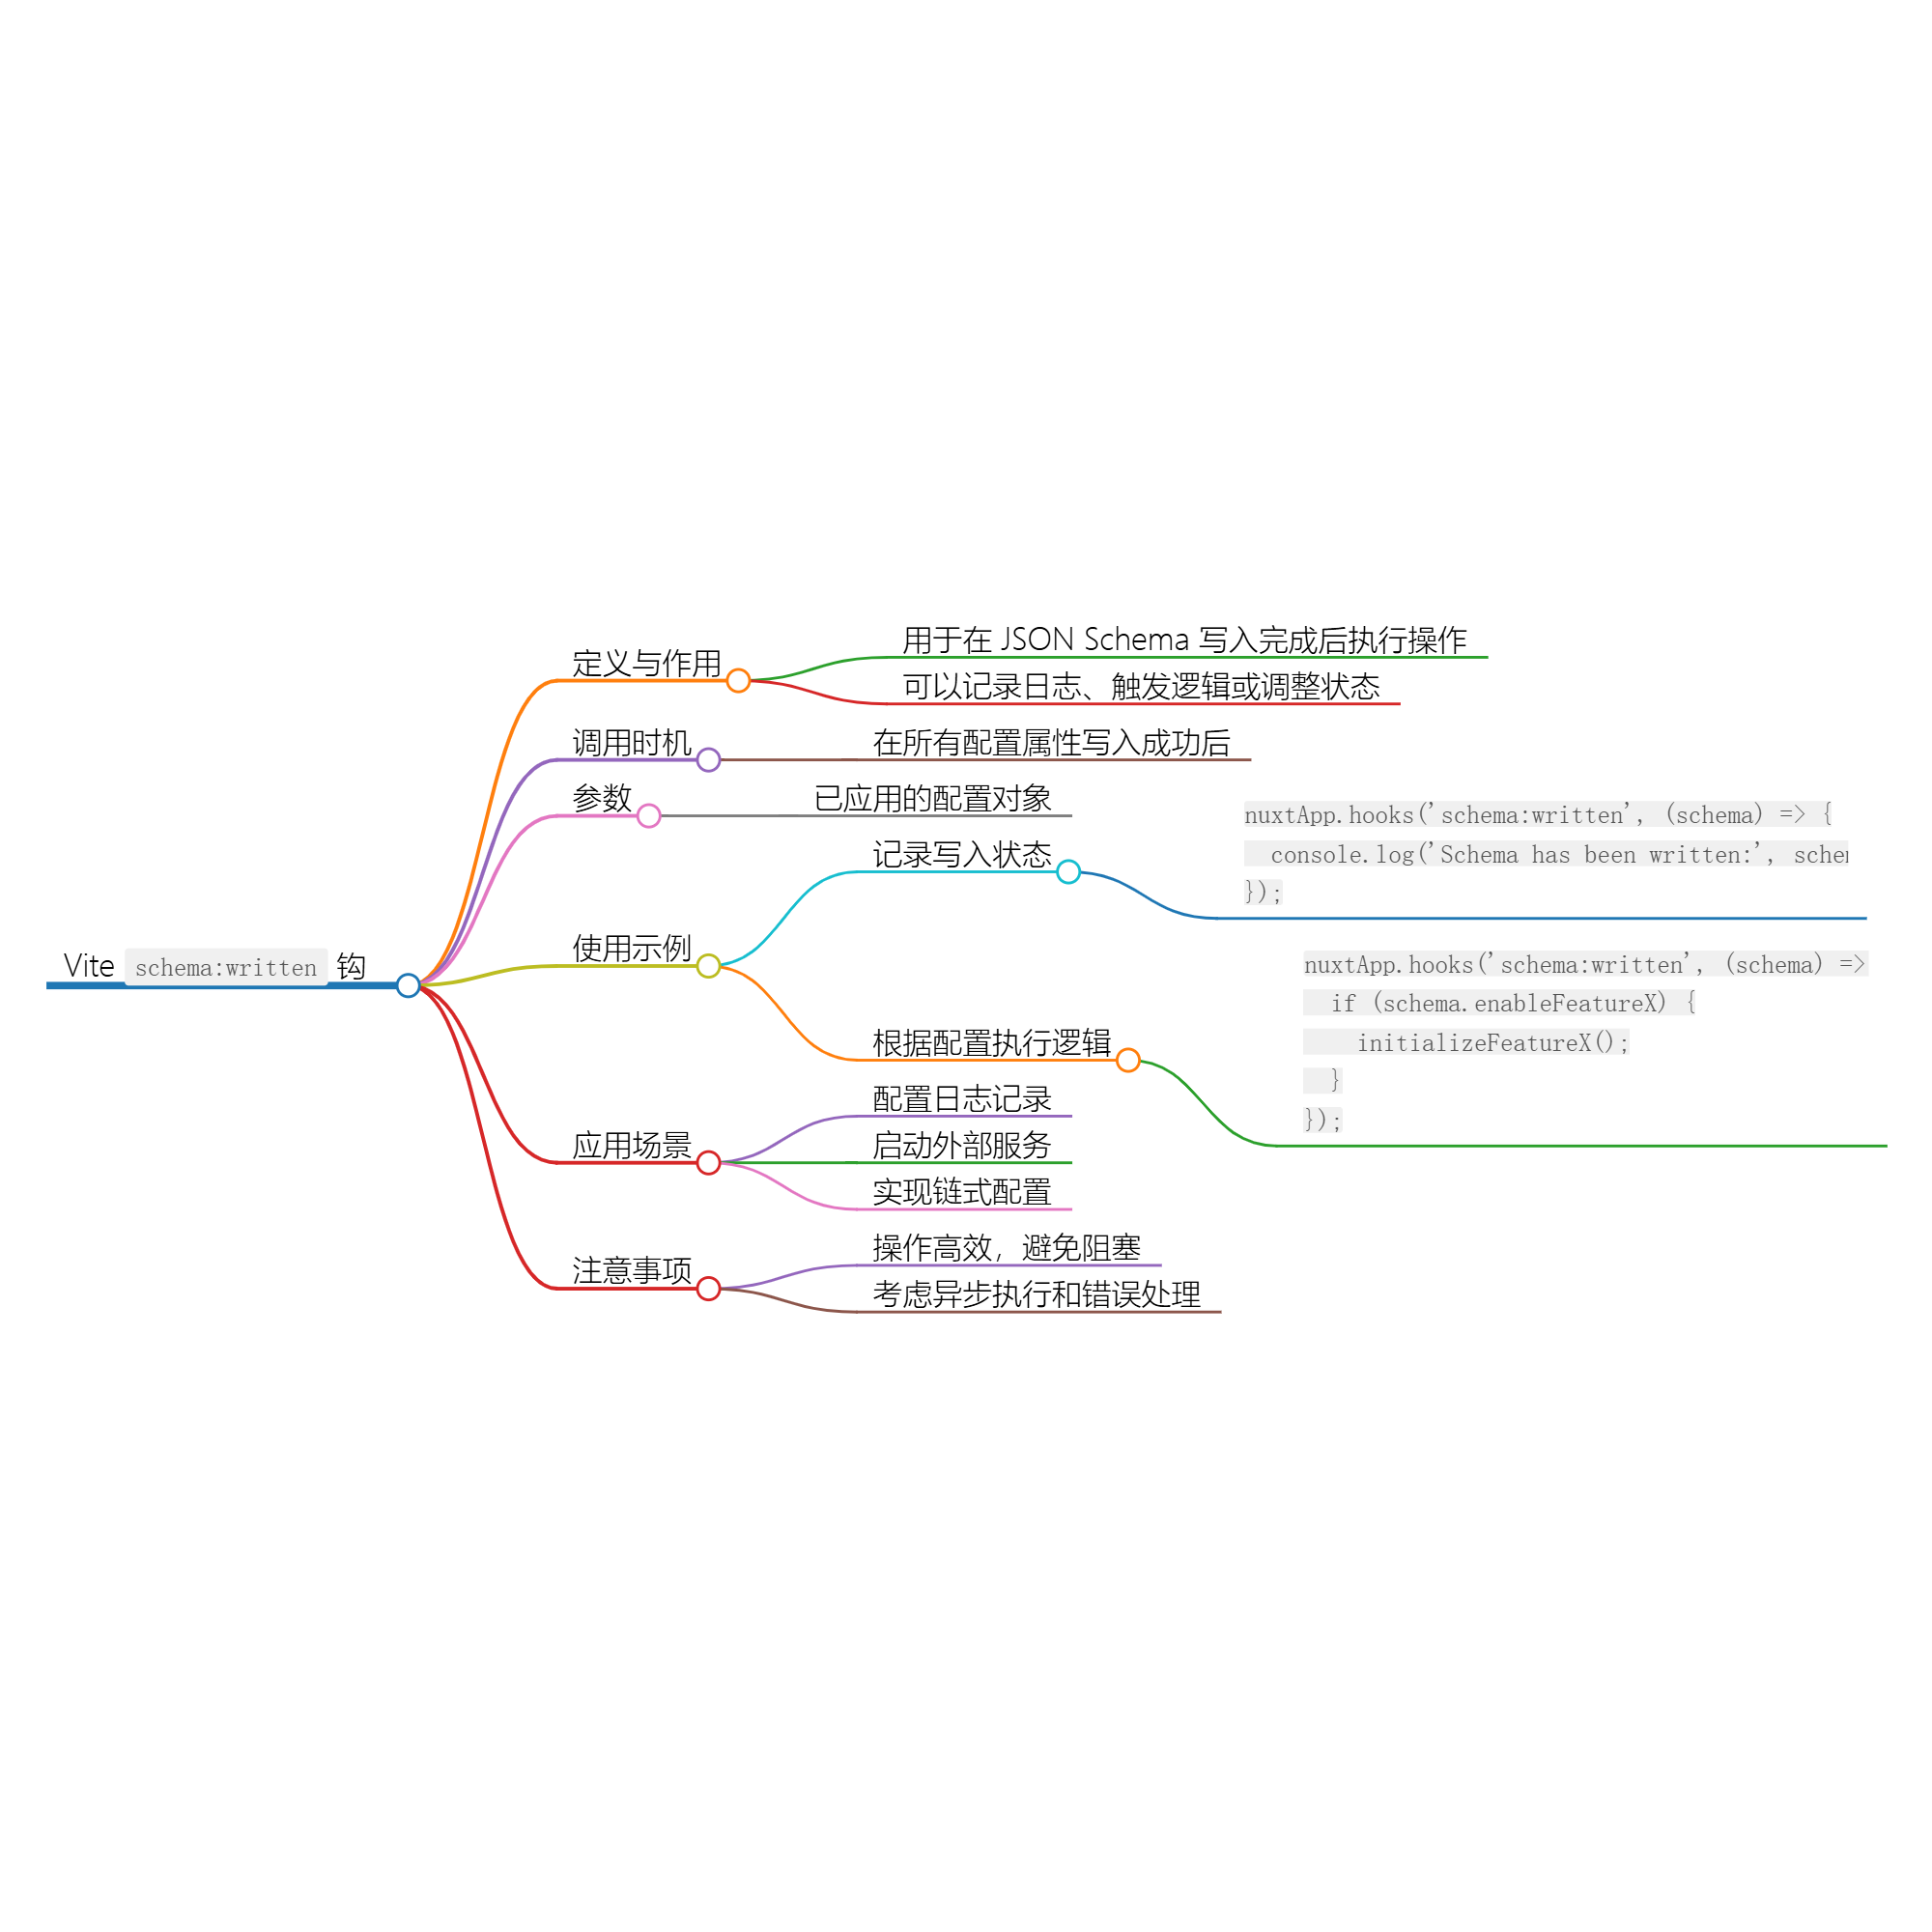 Vite schema:written 钩
定义与作用
用于在 JSON Schema 写入完成后执行操作
可以记录日志、触发逻辑或调整状态
调用时机
在所有配置属性写入成功后
参数
已应用的配置对象
使用示例
记录写入状态
nuxtApp.hooks('schema:written', (schema) => {
  console.log('Schema has been written:',
});
根据配置执行逻辑
nuxtApp.hooks('schema:written', (schema) =>
  if (schema.enableFeatureX) {
    initializeFeatureX();
  }
});
应用场景
配置日志记录
启动外部服务
实现链式配置
注意事项
操作高效，避免阻塞
考虑异步执行和错误处理